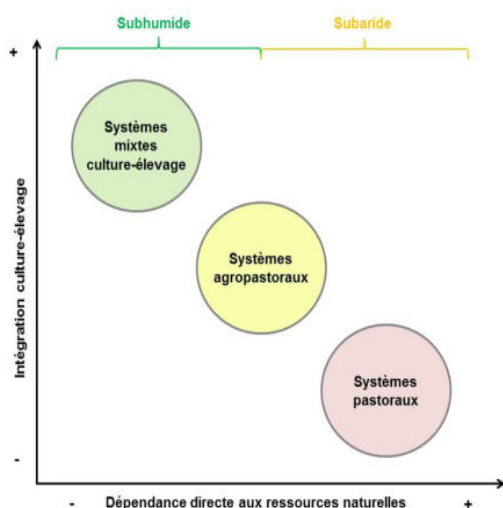 Subhumide
Subaride
+
Systèmes
mixtes
culture-élevage
Systèmes
agropastoraux
Systèmes
pastoraux
Intégration culture-élevage
-
- Dépendance directe aux ressources naturelles +